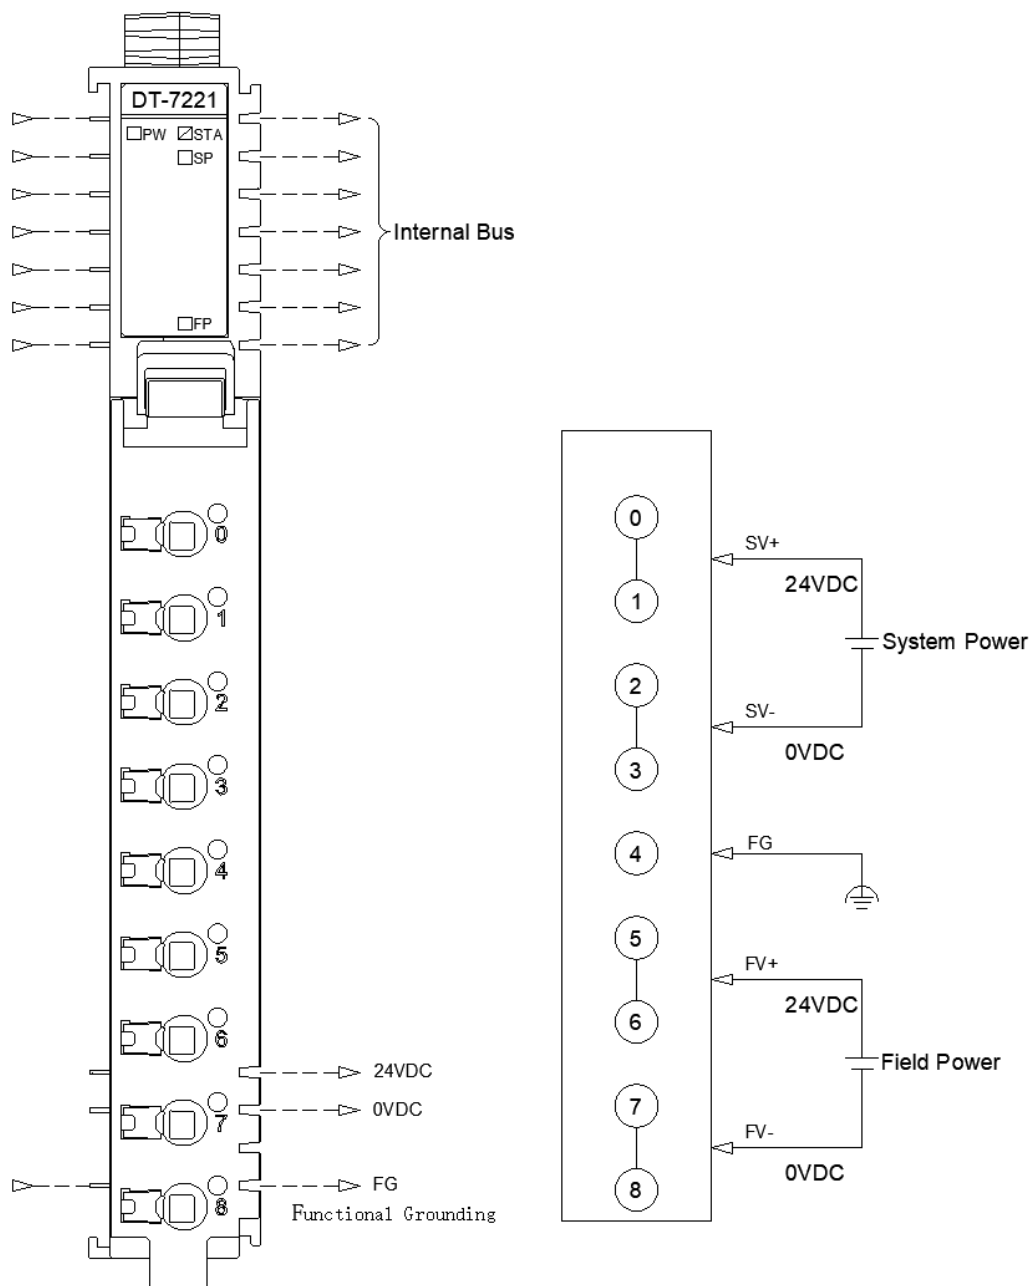 DT-7221
PW STA
SP
Internal Bus
FP
0
1
2
3
4
5
6
7
8
24VDC
0VDC
FG
Functional Grounding
0
1
2
3
4
5
6
7
8
SV+
24VDC
System Power
SV-
0VDC
FG
FV+
24VDC
Field Power
FV-
0VDC